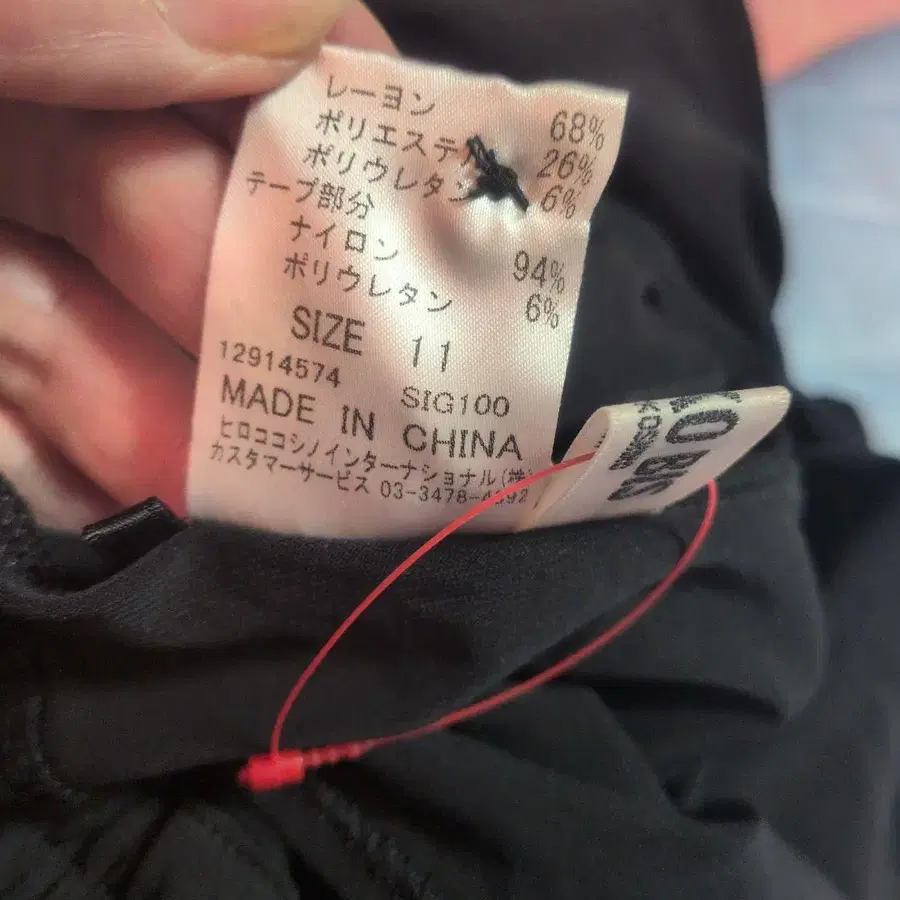 レーヨン 68%
ポリエステル 26%
ポリウレタン 6%
テープ部分
ナイロン 94%
ポリウレタン 6%
SIZE 11
12914574 SIG100
MADE IN CHINA
ヒロココシノインターナショナル(株)
カスタマーサービス 03-3478-4392
KO BIS